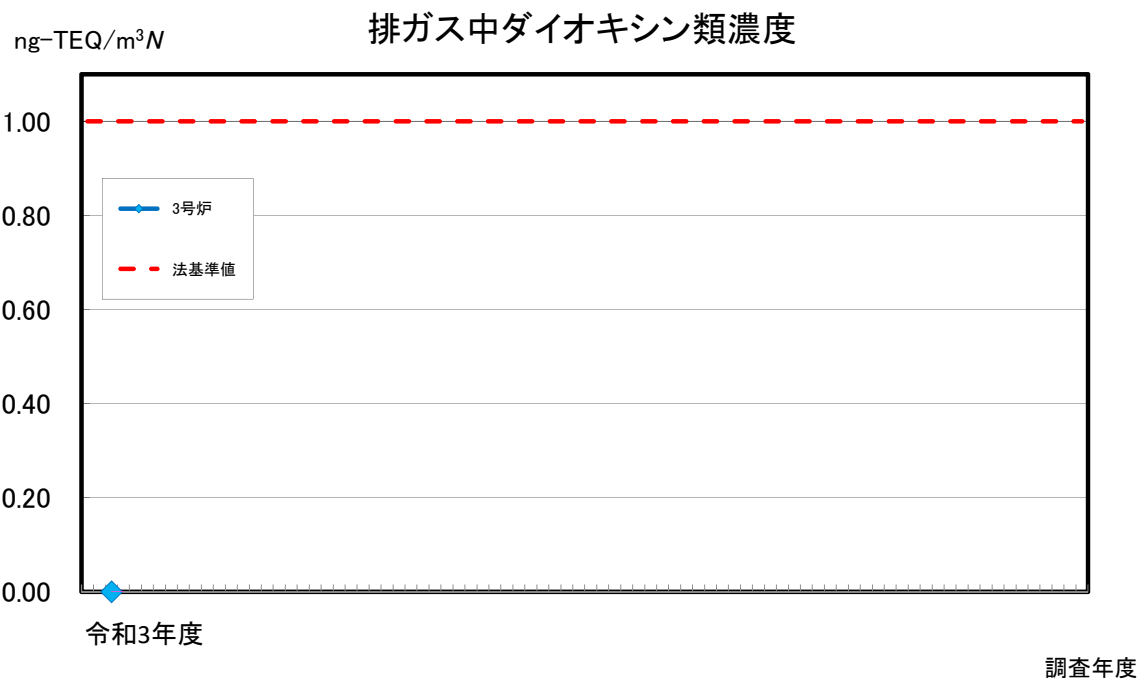 排ガス中ダイオキシン類濃度
ng-TEQ/m³N
1.00
0.80
0.60
0.40
0.20
0.00
3号炉
法基準値
令和3年度
調査年度